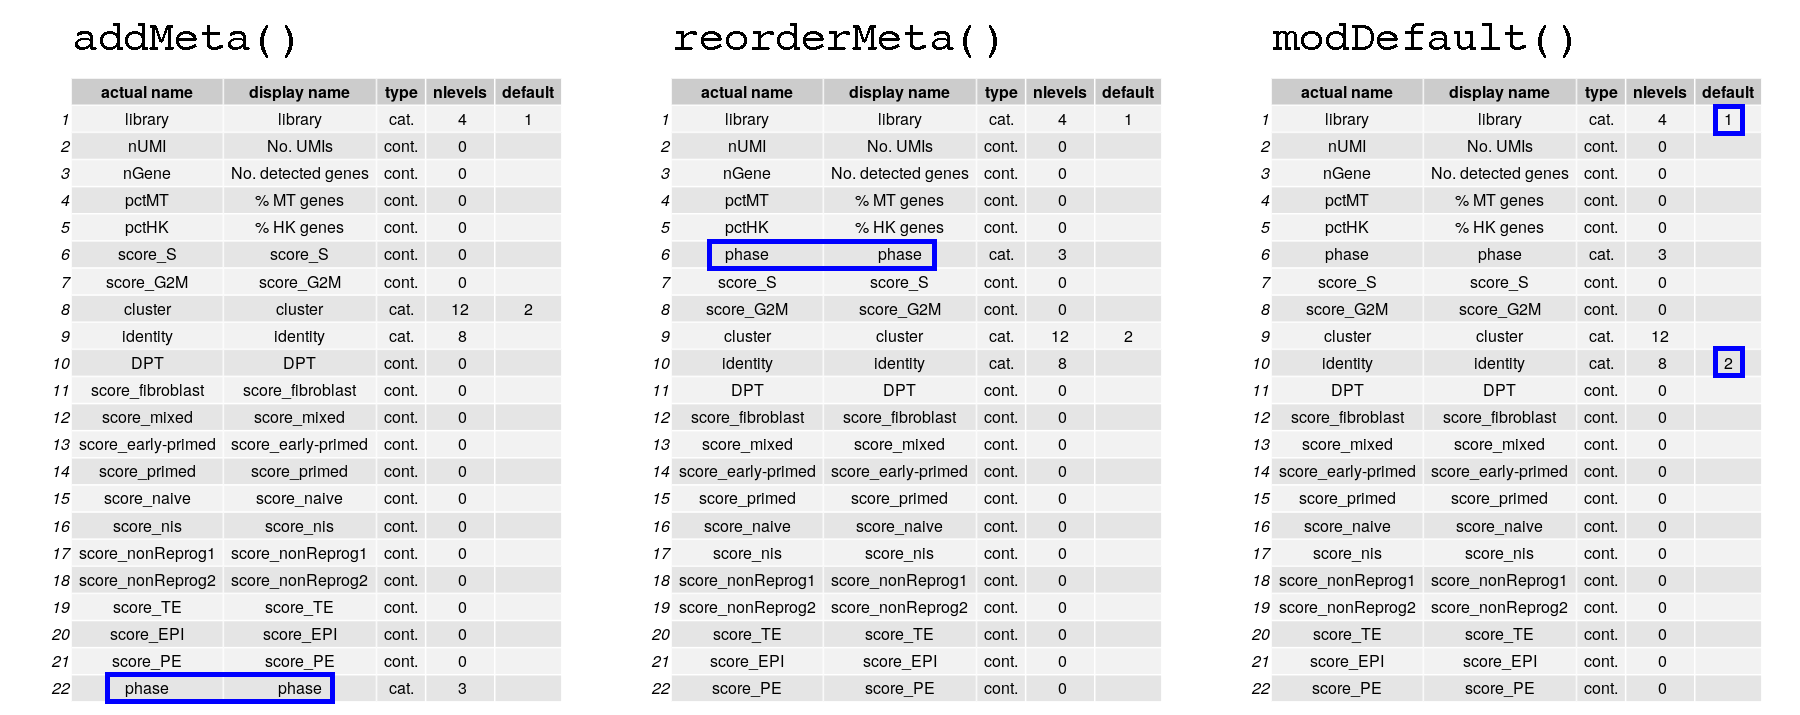 addMeta()
actual name display name type nlevels default
1 library library cat. 4 1
2 nUMI No. UMIs cont. 0
3 nGene No. detected genes cont. 0
4 pctMT % MT genes cont. 0
5 pctHK % HK genes cont. 0
6 score_S score_S cont. 0
7 score_G2M score_G2M cont. 0
8 cluster cluster cat. 12 2
9 identity identity cat. 8
10 DPT DPT cont. 0
11 score_fibroblast score_fibroblast cont. 0
12 score_mixed score_mixed cont. 0
13 score_early-primed score_early-primed cont. 0
14 score_primed score_primed cont. 0
15 score_naive score_naive cont. 0
16 score_nis score_nis cont. 0
17 score_nonReprog1 score_nonReprog1 cont. 0
18 score_nonReprog2 score_nonReprog2 cont. 0
19 score_TE score_TE cont. 0
20 score_EPI score_EPI cont. 0
21 score_PE score_PE cont. 0
22 phase phase cat. 3
reorderMeta()
actual name display name type nlevels default
1 library library cat. 4 1
2 nUMI No. UMIs cont. 0
3 nGene No. detected genes cont. 0
4 pctMT % MT genes cont. 0
5 pctHK % HK genes cont. 0
6 phase phase cat. 3
7 score_S score_S cont. 0
8 score_G2M score_G2M cont. 0
9 cluster cluster cat. 12 2
10 identity identity cat. 8
11 DPT DPT cont. 0
12 score_fibroblast score_fibroblast cont. 0
13 score_mixed score_mixed cont. 0
14 score_early-primed score_early-primed cont. 0
15 score_primed score_primed cont. 0
16 score_naive score_naive cont. 0
17 score_nis score_nis cont. 0
18 score_nonReprog1 score_nonReprog1 cont. 0
19 score_nonReprog2 score_nonReprog2 cont. 0
20 score_TE score_TE cont. 0
21 score_EPI score_EPI cont. 0
22 score_PE score_PE cont. 0
modDefault()
actual name display name type nlevels default
1 library library cat. 4 1
2 nUMI No. UMIs cont. 0
3 nGene No. detected genes cont. 0
4 pctMT % MT genes cont. 0
5 pctHK % HK genes cont. 0
6 phase phase cat. 3
7 score_S score_S cont. 0
8 score_G2M score_G2M cont. 0
9 cluster cluster cat. 12
10 identity identity cat. 8 2
11 DPT DPT cont. 0
12 score_fibroblast score_fibroblast cont. 0
13 score_mixed score_mixed cont. 0
14 score_early-primed score_early-primed cont. 0
15 score_primed score_primed cont. 0
16 score_naive score_naive cont. 0
17 score_nis score_nis cont. 0
18 score_nonReprog1 score_nonReprog1 cont. 0
19 score_nonReprog2 score_nonReprog2 cont. 0
20 score_TE score_TE cont. 0
21 score_EPI score_EPI cont. 0
22 score_PE score_PE cont. 0